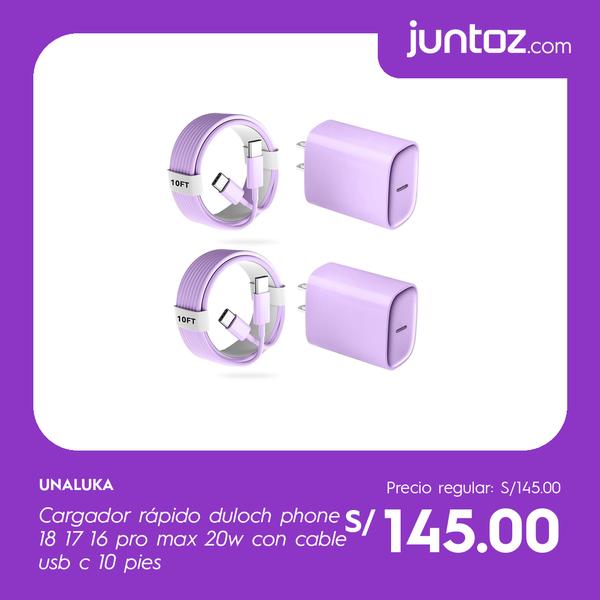 juntoz.com
10FT
10FT
UNALUKA
Cargador rápido duloch phone
18 17 16 pro max 20w con cable
usb c 10 pies
Precio regular: S/145.00
S/145.00